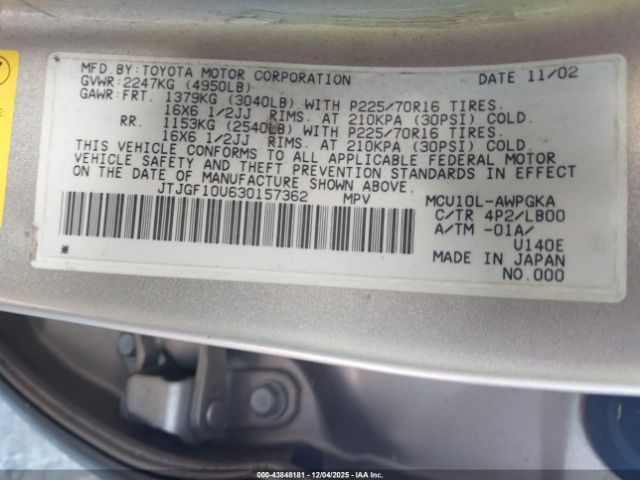 MFD.BY:TOYOTA MOTOR CORPORATION DATE 11/02
GVWR:2247KG (4950LB)
GAWR:FRT. 1379KG (3040LB) WITH P225/70R16 TIRES.
16X6 1/2JJ RIMS. AT 210KPA (30PSI) COLD.
RR. 1153KG (2540LB) WITH P225/70R16 TIRES.
16X6 1/2JJ RIMS. AT 210KPA (30PSI) COLD.
THIS VEHICLE CONFORMS TO ALL APPLICABLE FEDERAL MOTOR
VEHICLE SAFETY AND THEFT PREVENTION STANDARDS IN EFFECT
ON THE DATE OF MANUFACTURE SHOWN ABOVE.
JTJGF10U630157362 MPV MCU10L-AWPGKA
C/TR 4P2/LB00
A/TM -01A/
U140E
MADE IN JAPAN
NO.000
000-43848181 - 12/04/2025 - IAAI.COM